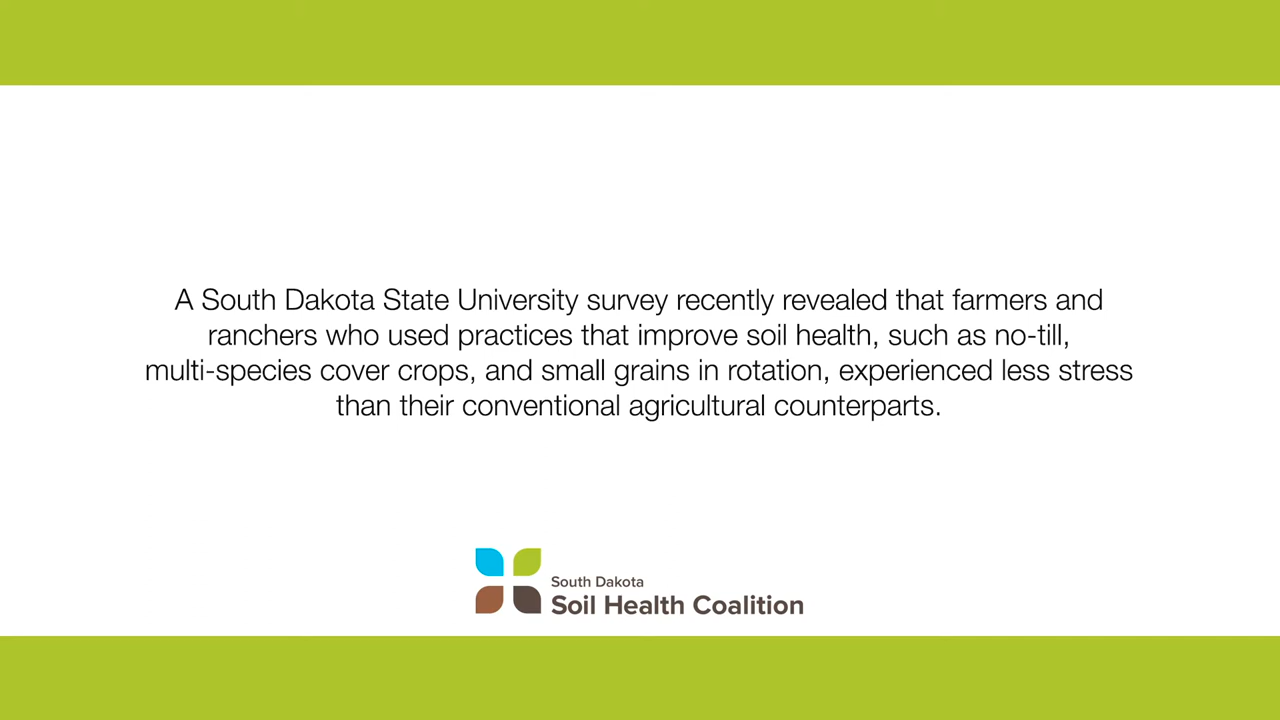 A South Dakota State University survey recently revealed that farmers and
ranchers who used practices that improve soil health, such as no-till,
multi-species cover crops, and small grains in rotation, experienced less stress
than their conventional agricultural counterparts.
South Dakota
Soil Health Coalition